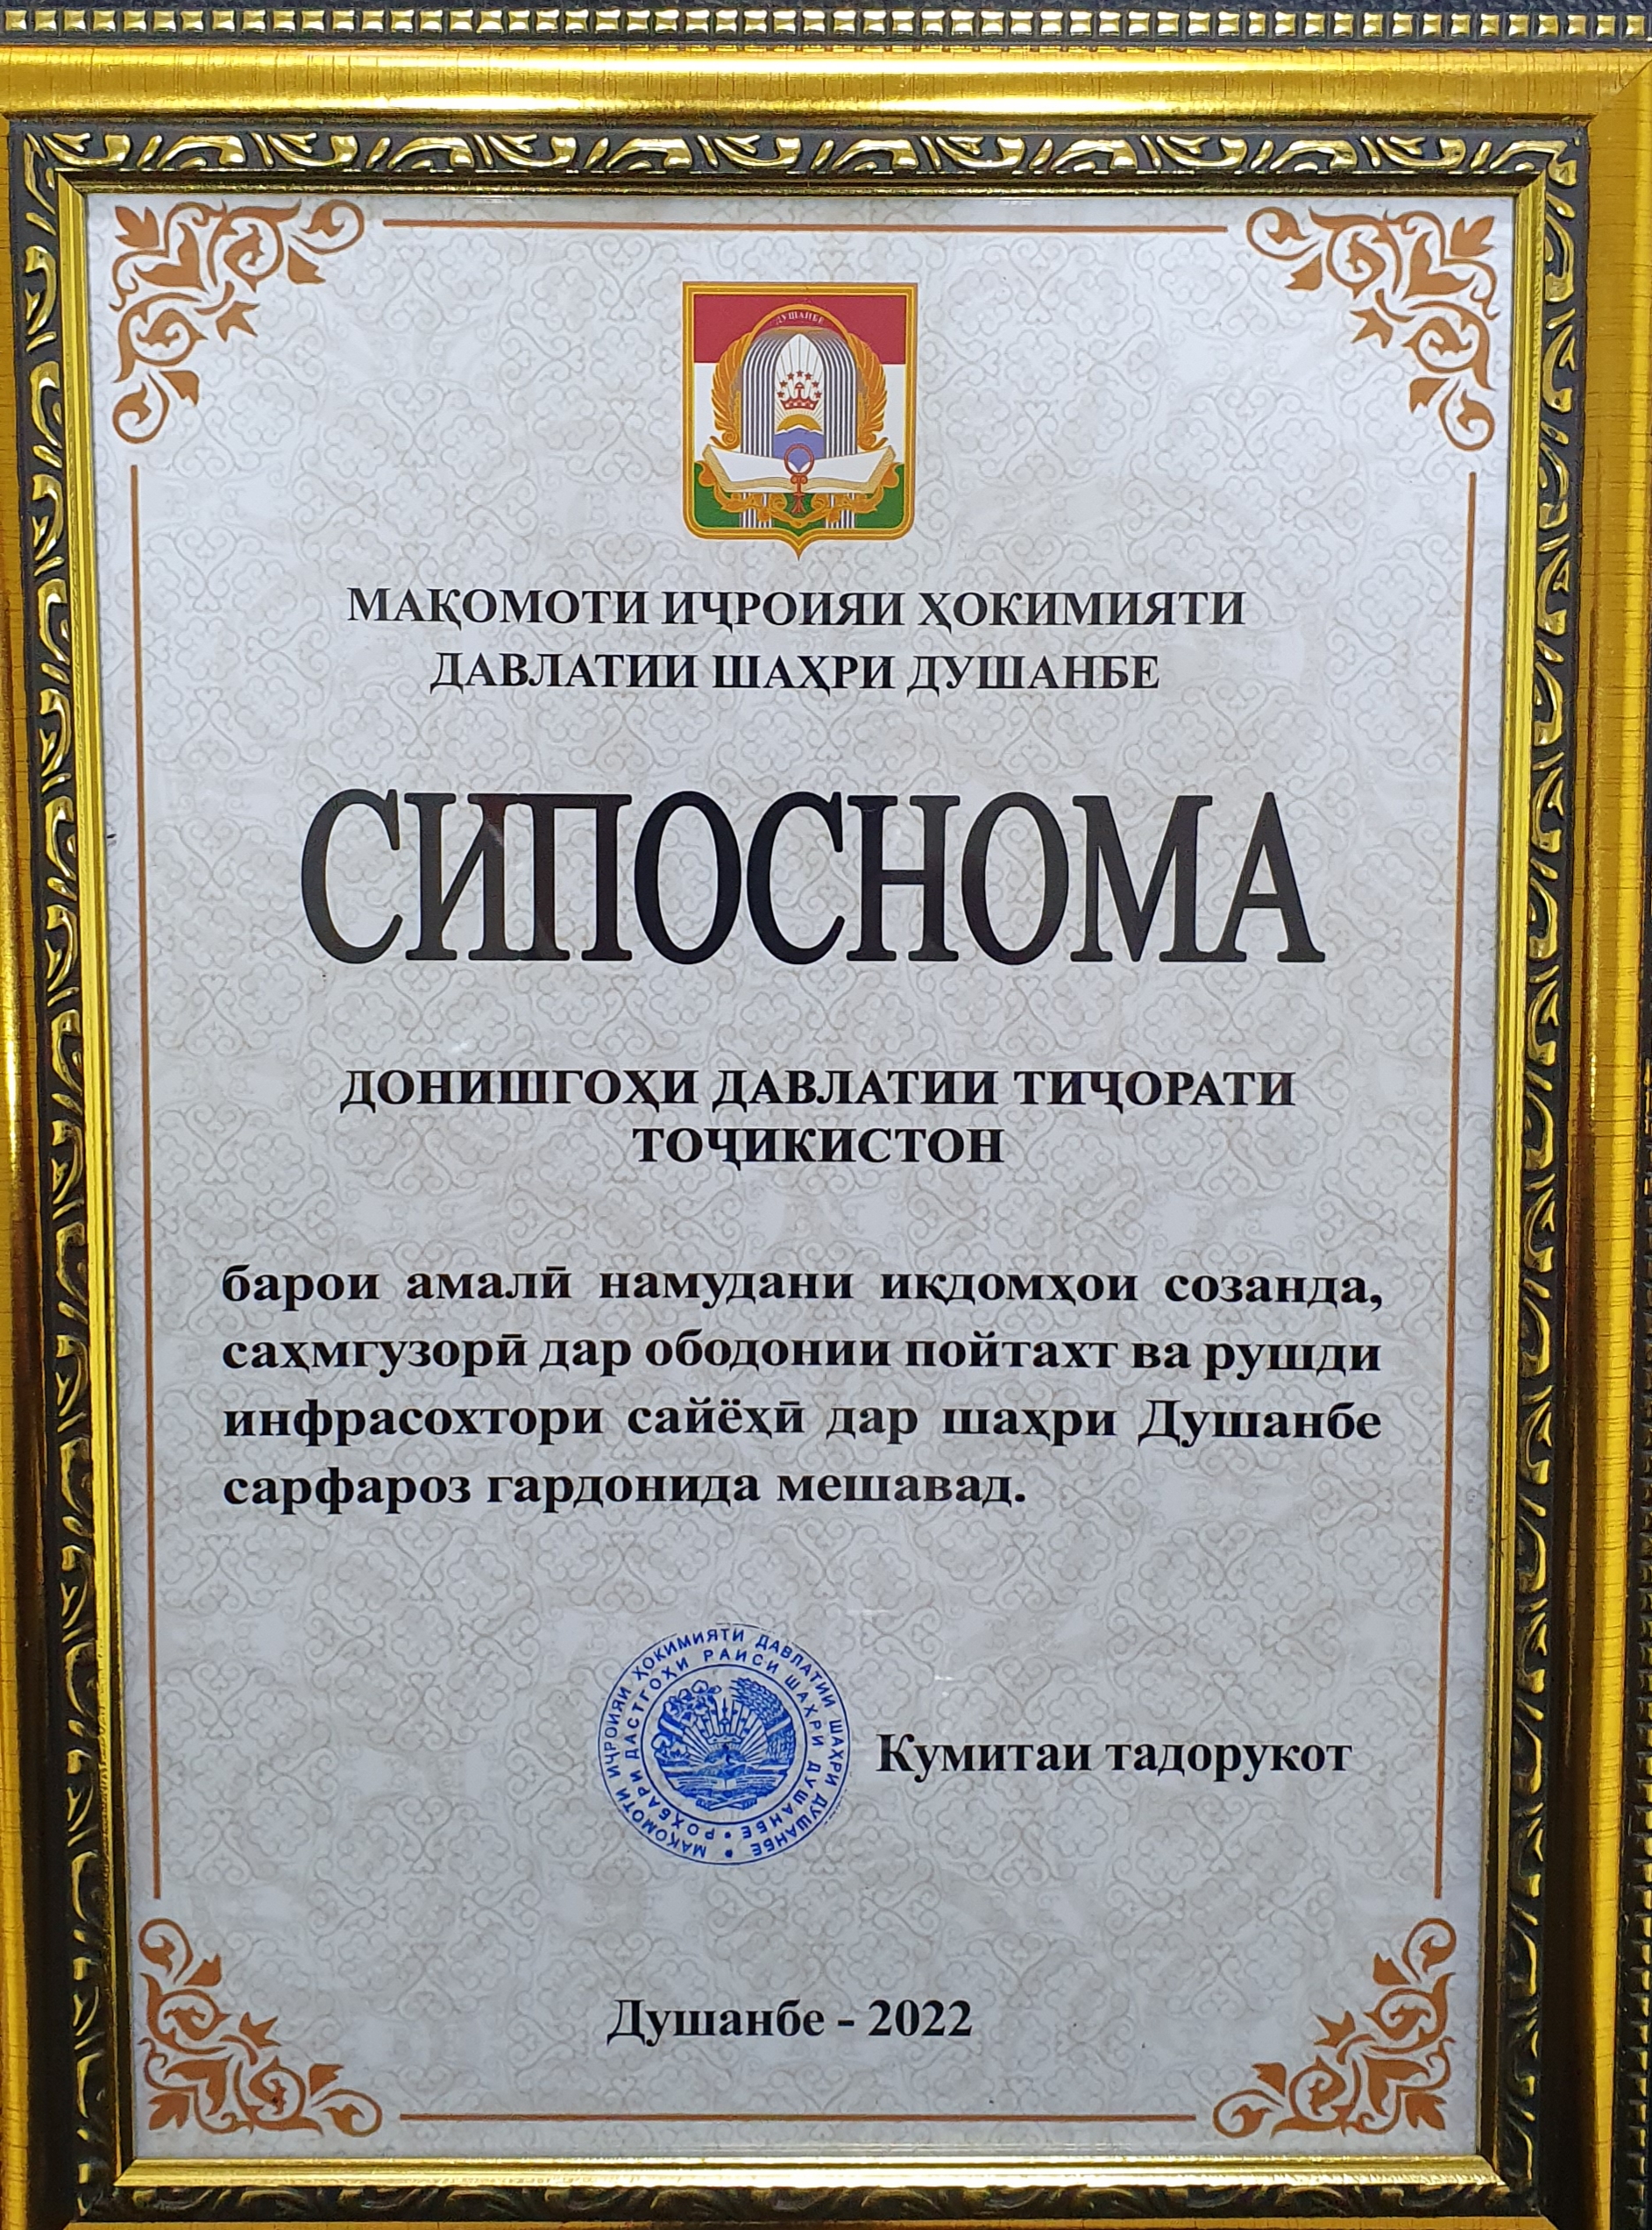 ДУШАНБЕ
МАҚОМОТИ ИҶРОИЯИ ҲОКИМИЯТИ
ДАВЛАТИИ ШАҲРИ ДУШАНБЕ
СИПОСНОМА
ДОНИШГОҲИ ДАВЛАТИИ ТИҶОРАТИ
ТОҶИКИСТОН
барои амалӣ намудани иқдомҳои созанда,
саҳмгузорӣ дар ободонии пойтахт ва рушди
инфрасохтори сайёҳӣ дар шаҳри Душанбе
сарфароз гардонида мешавад.
МАҚОМОТИ ИҶРОИЯИ ҲОКИМИЯТИ ДАВЛАТИИ ШАҲРИ ДУШАНБЕ
РОҲБАРИ ДАСТГОҲИ РАИСИ ШАҲРИ ДУШАНБЕ
Кумитаи тадорукот
Душанбе - 2022